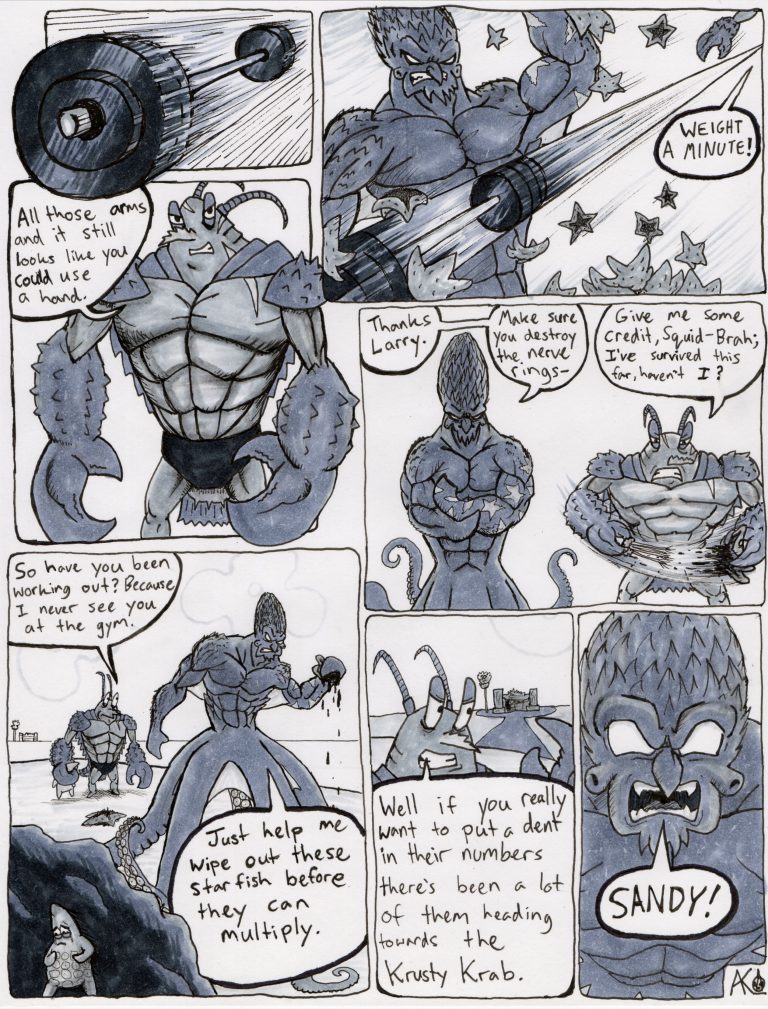 WEIGHT
A MINUTE!
All those arms
and it still
looks like you
could use
a hand.
Thanks
Larry.
Make sure
you destroy
the nerve
rings-
Give me some
Credit, Squid-Brah;
I've survived this
far, haven't I?
So have you been
working out? Because
I never see you
at the gym.
Just help me
wipe out these
starfish before
they can
multiply.
Well if you really
want to put a dent
in their numbers
there's been a lot
of them heading
towards the
Krusty Krab.
SANDY!
AK